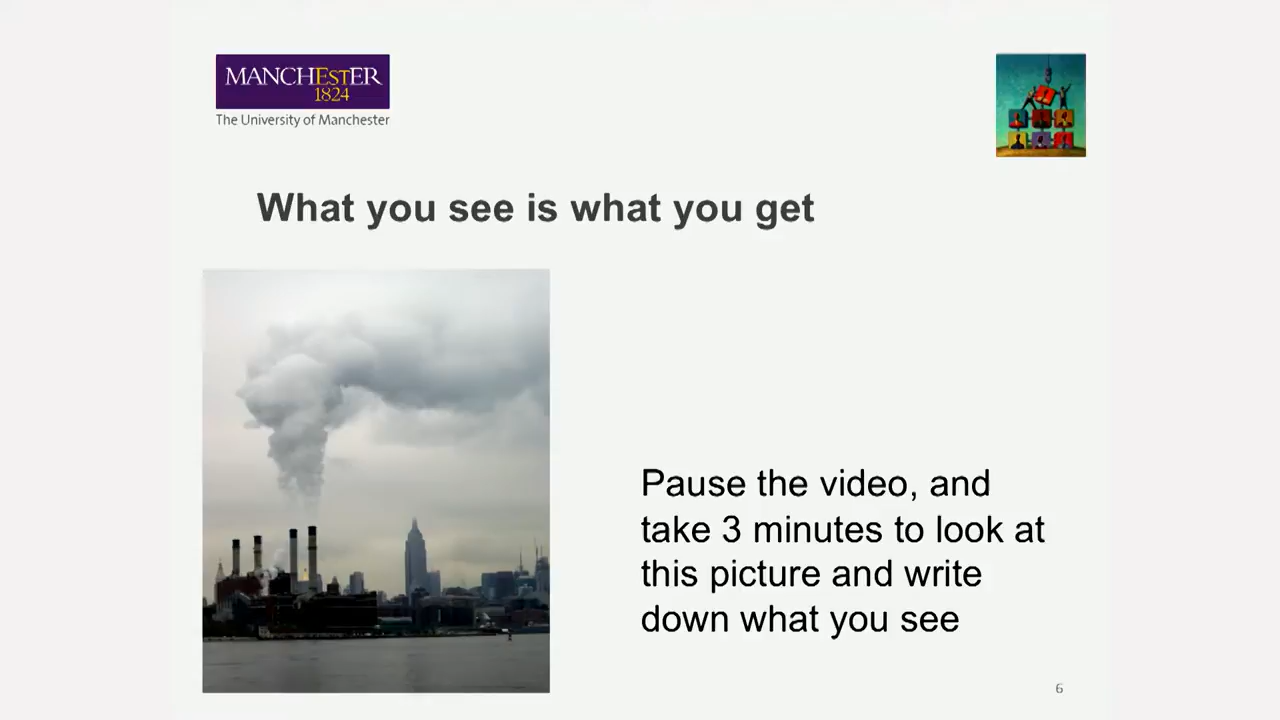 MANCHESTER
1824
The University of Manchester
What you see is what you get
Pause the video, and
take 3 minutes to look at
this picture and write
down what you see
6